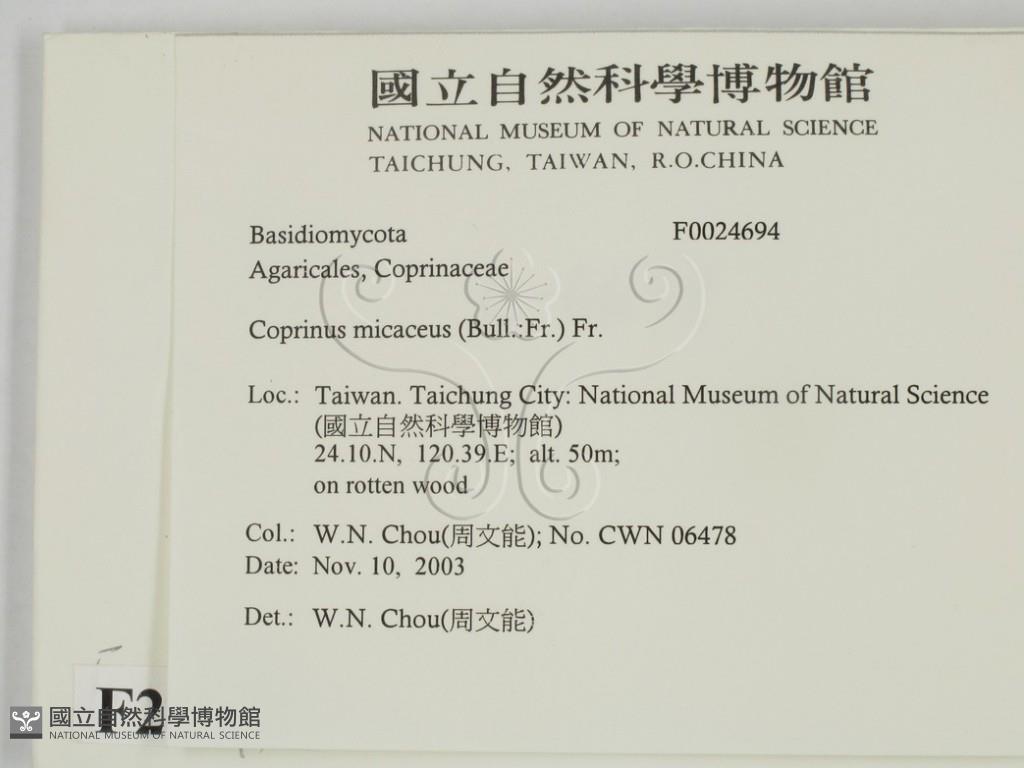 國立自然科學博物館
NATIONAL MUSEUM OF NATURAL SCIENCE
TAICHUNG, TAIWAN, R.O.CHINA
Basidiomycota F0024694
Agaricales, Coprinaceae
Coprinus micaceus (Bull.:Fr.) Fr.
Loc.: Taiwan. Taichung City: National Museum of Natural Science
(國立自然科學博物館)
24.10.N, 120.39.E; alt. 50m;
on rotten wood
Col.: W.N. Chou(周文能); No. CWN 06478
Date: Nov. 10, 2003
Det.: W.N. Chou(周文能)
F2
國立自然科學博物館
NATIONAL MUSEUM OF NATURAL SCIENCE